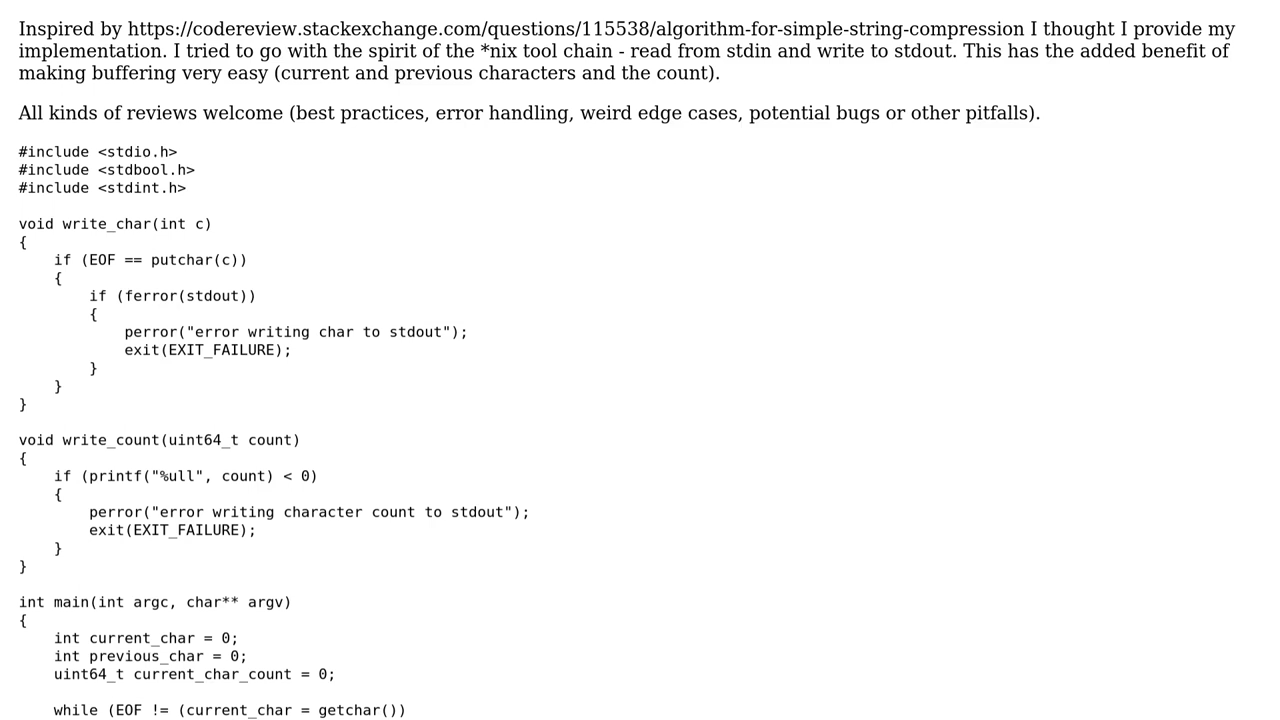 Inspired by https://codereview.stackexchange.com/questions/115538/algorithm-for-simple-string-compression I thought I provide my
implementation. I tried to go with the spirit of the *nix tool chain - read from stdin and write to stdout. This has the added benefit of
making buffering very easy (current and previous characters and the count).
All kinds of reviews welcome (best practices, error handling, weird edge cases, potential bugs or other pitfalls).
#include <stdio.h>
#include <stdbool.h>
#include <stdint.h>
void write_char(int c)
{
    if (EOF == putchar(c))
    {
        if (ferror(stdout))
        {
            perror("error writing char to stdout");
            exit(EXIT_FAILURE);
        }
    }
}
void write_count(uint64_t count)
{
    if (printf("%ull", count) < 0)
    {
        perror("error writing character count to stdout");
        exit(EXIT_FAILURE);
    }
}
int main(int argc, char** argv)
{
    int current_char = 0;
    int previous_char = 0;
    uint64_t current_char_count = 0;
    while (EOF != (current_char = getchar())